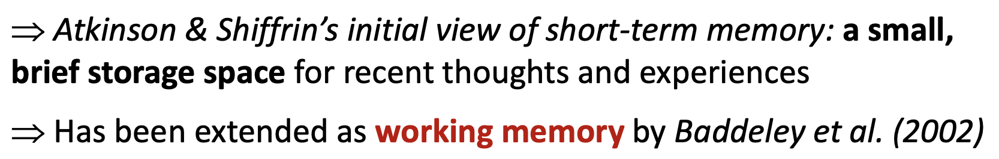 ⇒ Atkinson & Shiffrin’s initial view of short-term memory: a small,
brief storage space for recent thoughts and experiences
⇒ Has been extended as working memory by Baddeley et al. (2002)